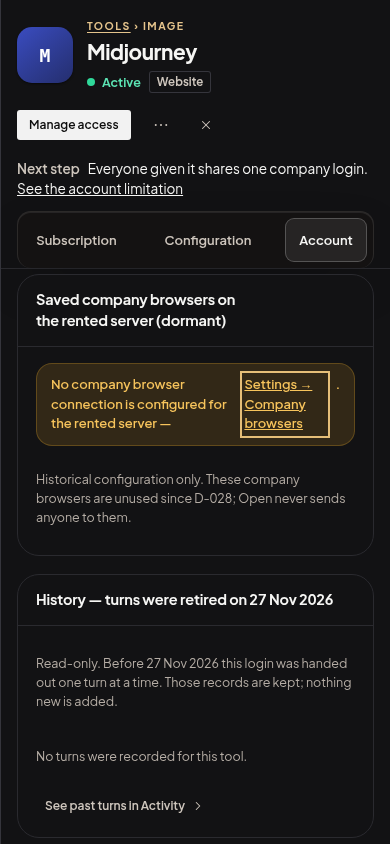 TOOLS › IMAGE
M
Midjourney
Active
Website
Manage access
...
×
Next step Everyone given it shares one company login.
See the account limitation
Subscription
Configuration
Account
Saved company browsers on
the rented server (dormant)
No company browser
connection is configured for
the rented server —
Settings →
Company
browsers
.
Historical configuration only. These company
browsers are unused since D-028; Open never sends
anyone to them.
History — turns were retired on 27 Nov 2026
Read-only. Before 27 Nov 2026 this login was handed
out one turn at a time. Those records are kept; nothing
new is added.
No turns were recorded for this tool.
See past turns in Activity >